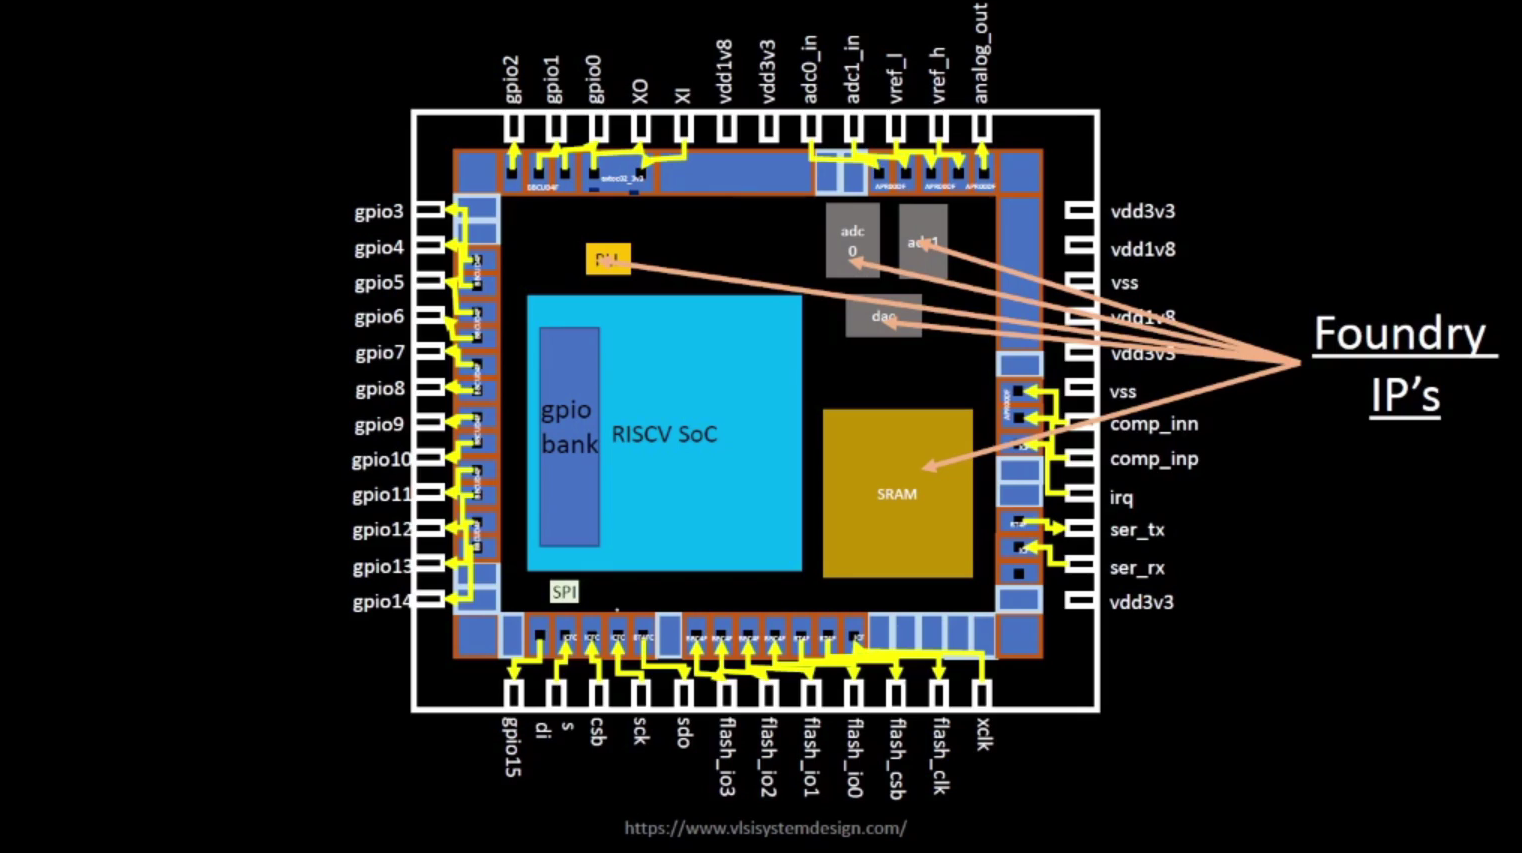 gpio2
gpio1
gpio0
XO
XI
vdd1v8
vdd3v3
adc0_in
adc1_in
vref_l
vref_h
analog_out
APR00DF
APR00DF
APR00DF
gpio3
gpio4
gpio5
gpio6
gpio7
gpio8
gpio9
gpio10
gpio11
gpio12
gpio13
gpio14
adc
0
adc1
dac
PLL
gpio
bank
RISCV SoC
SRAM
SPI
vdd3v3
vdd1v8
vss
vdd1v8
vdd3v3
vss
comp_inn
comp_inp
irq
ser_tx
ser_rx
vdd3v3
Foundry
IP's
gpio15
di
s
csb
sck
sdo
flash_io3
flash_io2
flash_io1
flash_io0
flash_csb
flash_clk
xclk
https://www.vlsisystemdesign.com/